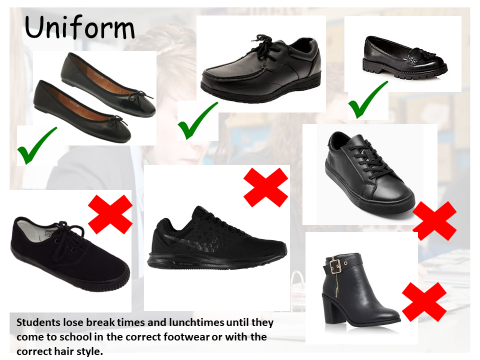 Uniform
Students lose break times and lunchtimes until they
come to school in the correct footwear or with the
correct hair style.